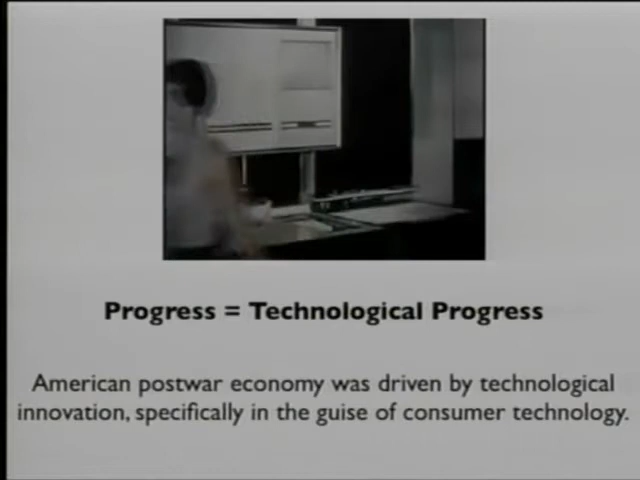 Progress = Technological Progress
American postwar economy was driven by technological
innovation, specifically in the guise of consumer technology.